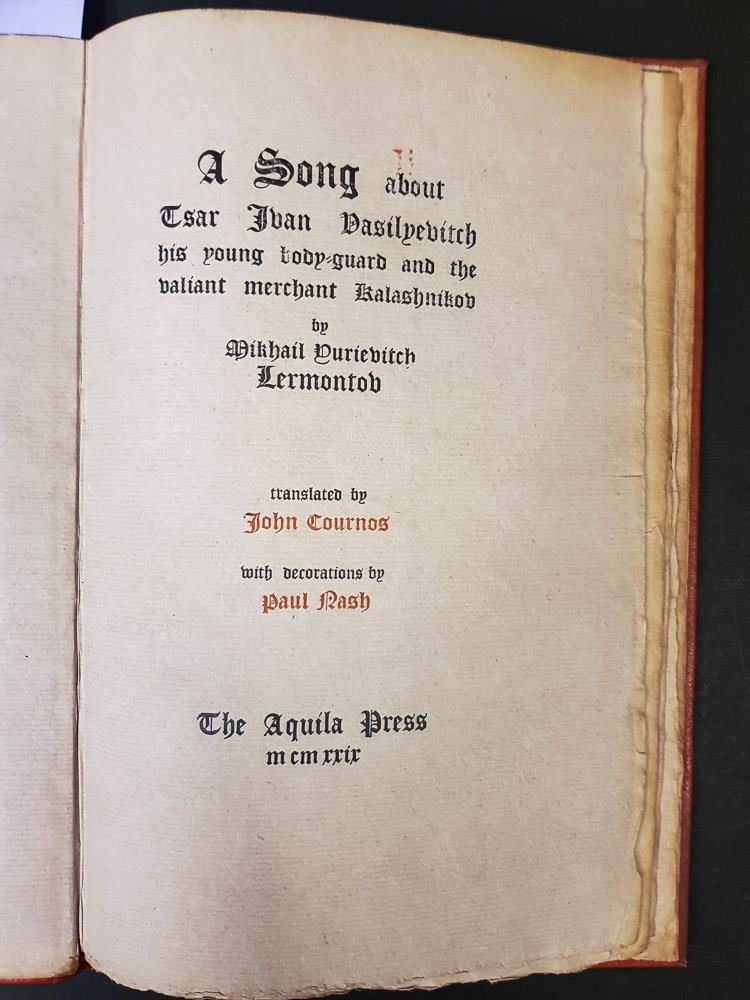 A Song about
Tsar Ivan Vasilyevitch
his young body-guard and the
valiant merchant Kalashnikov
by
Mikhail Yurievitch
Lermontov
translated by
John Cournos
with decorations by
Paul Nash
The Aquila Press
mcmxxix